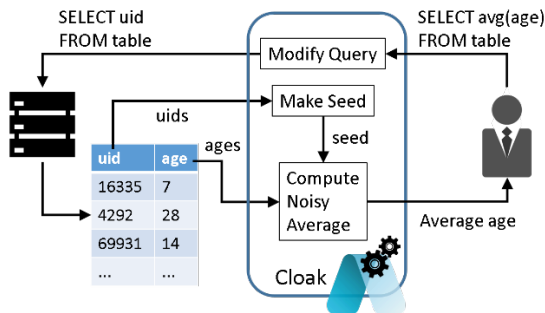 SELECT uid
FROM table
SELECT avg(age)
FROM table
Modify Query
Make Seed
uids
seed
ages
uid age
16335 7
4292 28
69931 14
... ...
Compute
Noisy
Average
Average age
Cloak